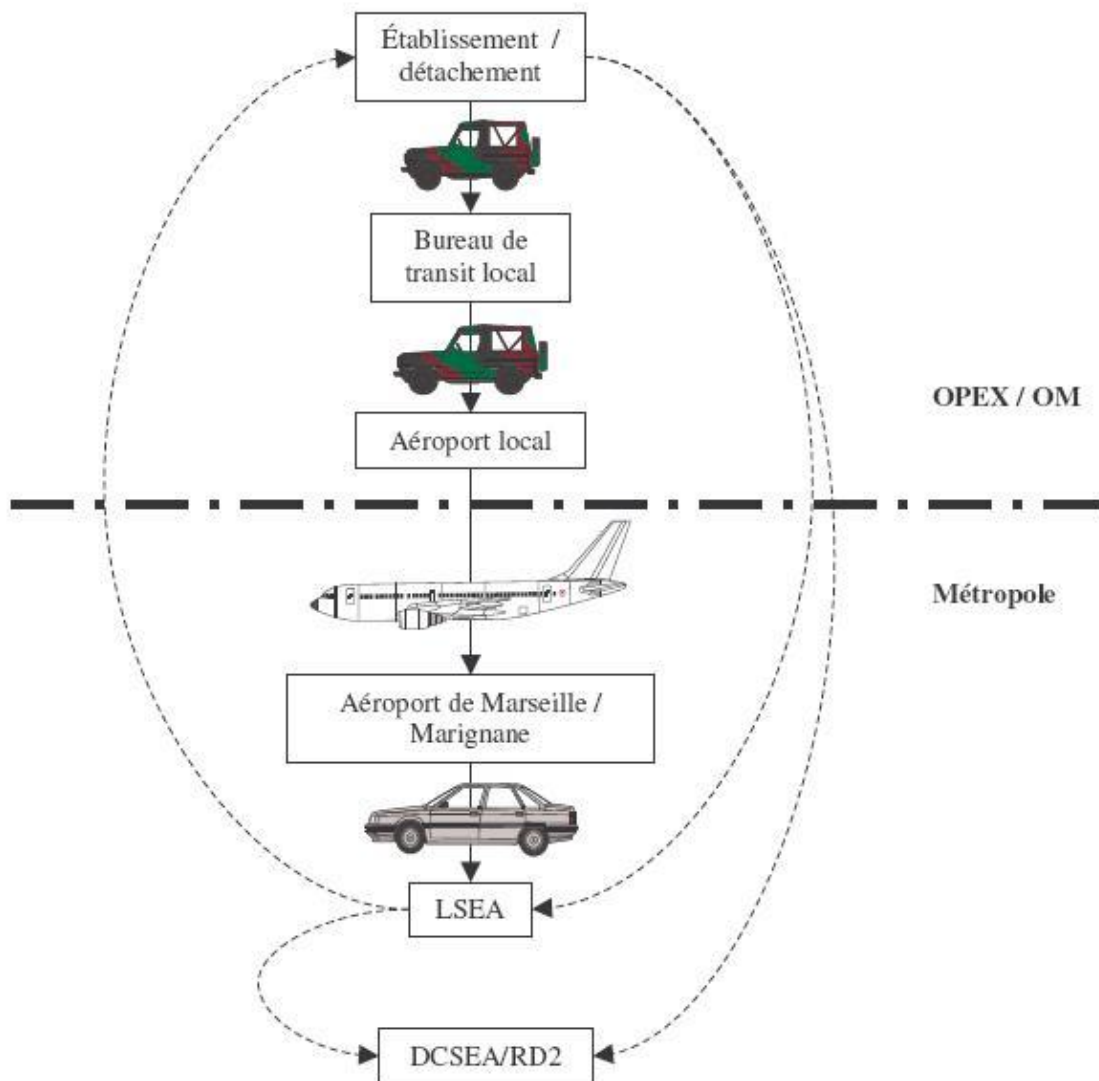 Établissement /
détachement
Bureau de
transit local
Aéroport local
OPEX / OM
Métropole
Aéroport de Marseille /
Marignane
LSEA
DCSEA/RD2